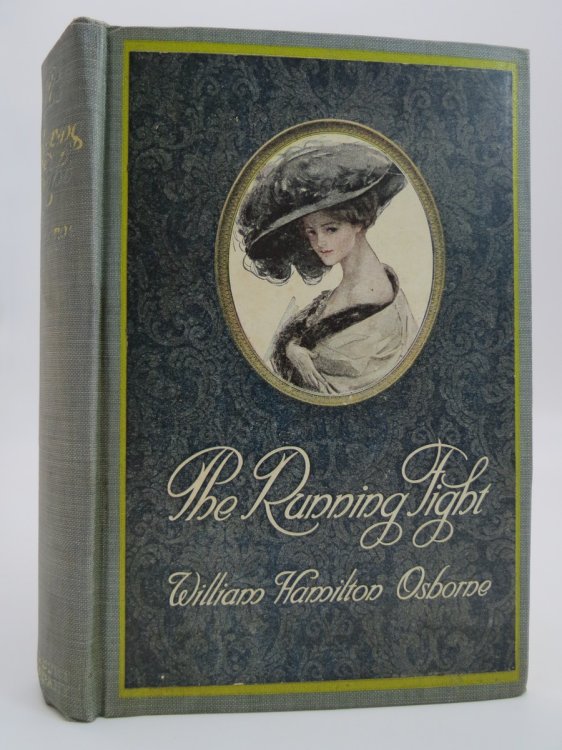 The Running Fight
William Hamilton Osborne